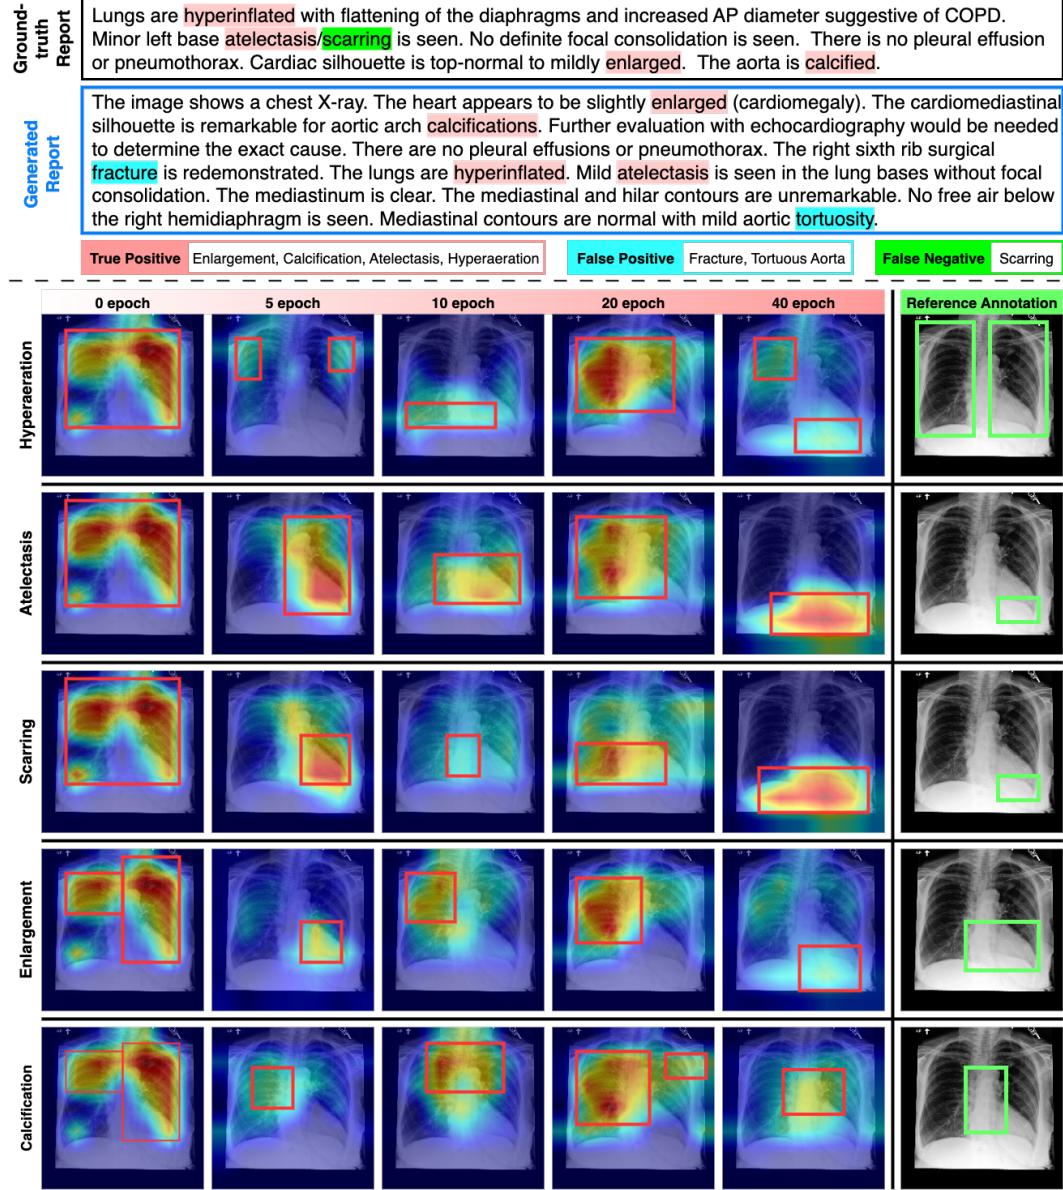 Ground-truth Report
Lungs are hyperinflated with flattening of the diaphragms and increased AP diameter suggestive of COPD.
Minor left base atelectasis/scarring is seen. No definite focal consolidation is seen. There is no pleural effusion
or pneumothorax. Cardiac silhouette is top-normal to mildly enlarged. The aorta is calcified.
Generated Report
The image shows a chest X-ray. The heart appears to be slightly enlarged (cardiomegaly). The cardiomediastinal
silhouette is remarkable for aortic arch calcifications. Further evaluation with echocardiography would be needed
to determine the exact cause. There are no pleural effusions or pneumothorax. The right sixth rib surgical
fracture is redemonstrated. The lungs are hyperinflated. Mild atelectasis is seen in the lung bases without focal
consolidation. The mediastinum is clear. The mediastinal and hilar contours are unremarkable. No free air below
the right hemidiaphragm is seen. Mediastinal contours are normal with mild aortic tortuosity.
True Positive Enlargement, Calcification, Atelectasis, Hyperaeration False Positive Fracture, Tortuous Aorta False Negative Scarring
0 epoch 5 epoch 10 epoch 20 epoch 40 epoch Reference Annotation
Hyperaeration
Atelectasis
Scarring
Enlargement
Calcification